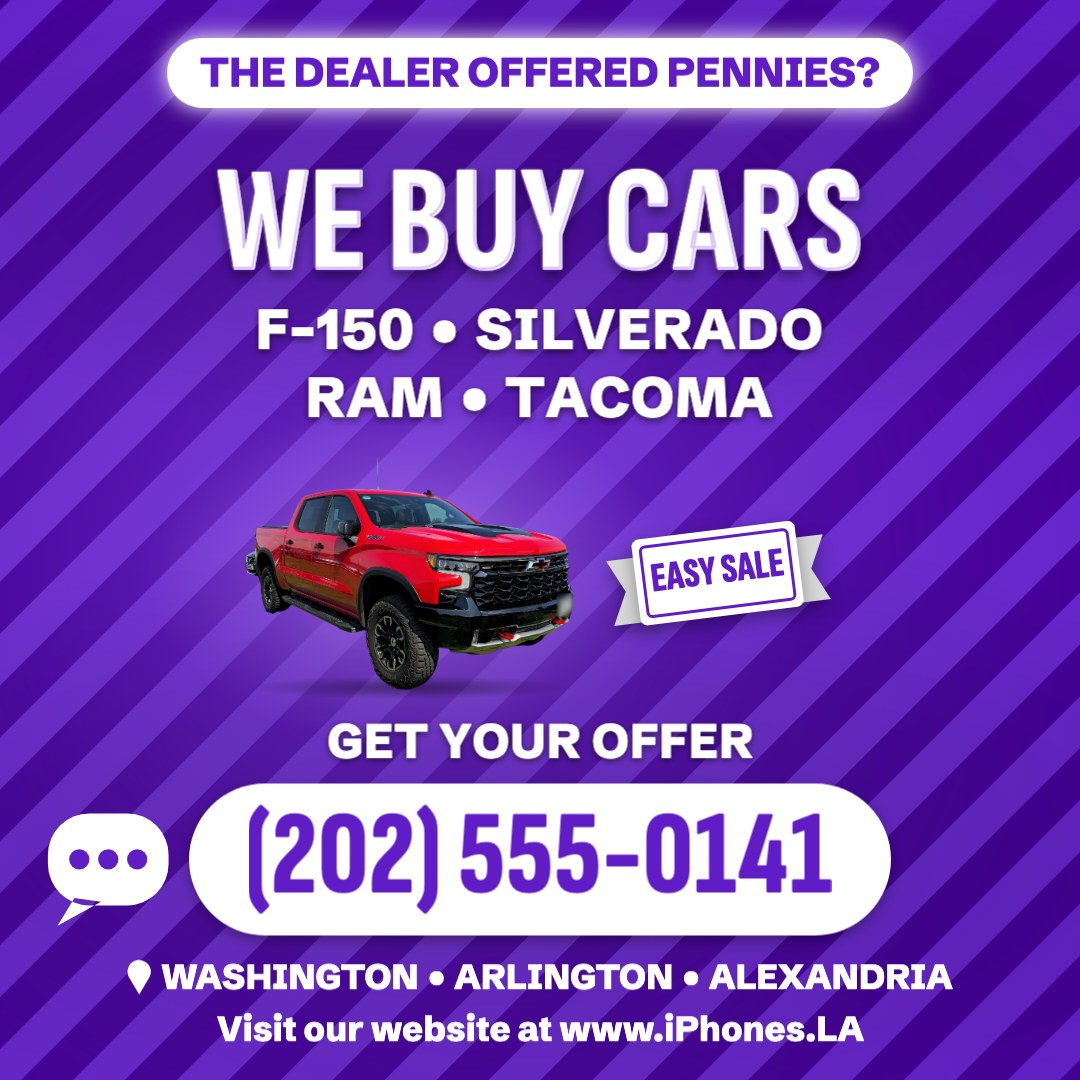 THE DEALER OFFERED PENNIES?
WE BUY CARS
F-150 • SILVERADO
RAM • TACOMA
EASY SALE
GET YOUR OFFER
(202) 555-0141
WASHINGTON • ARLINGTON • ALEXANDRIA
Visit our website at www.iPhones.LA